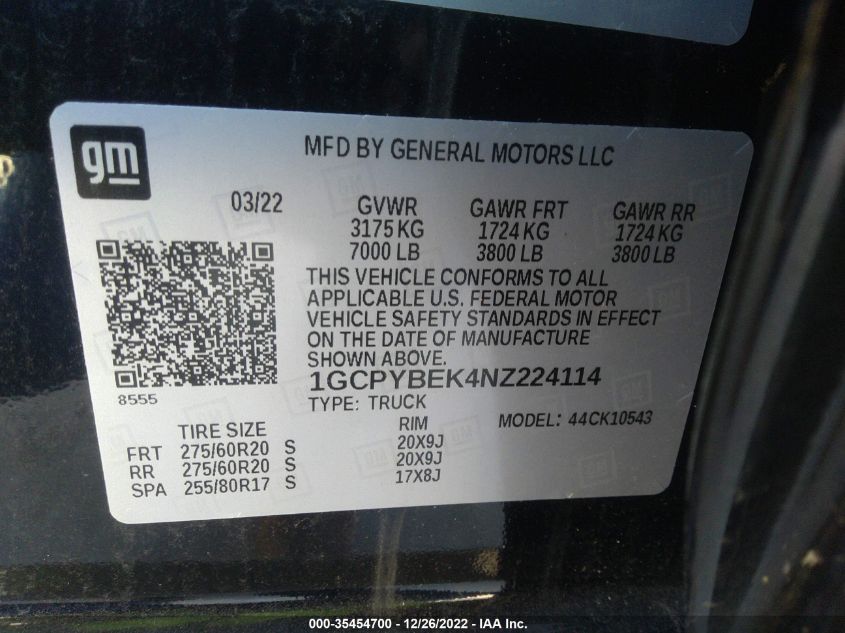 gm
MFD BY GENERAL MOTORS LLC
03/22
GVWR GAWR FRT GAWR RR
3175 KG 1724 KG 1724 KG
7000 LB 3800 LB 3800 LB
THIS VEHICLE CONFORMS TO ALL
APPLICABLE U.S. FEDERAL MOTOR
VEHICLE SAFETY STANDARDS IN EFFECT
ON THE DATE OF MANUFACTURE
SHOWN ABOVE.
8555
1GCPYBEK4NZ224114
TYPE: TRUCK MODEL: 44CK10543
TIRE SIZE RIM
FRT 275/60R20 S 20X9J
RR 275/60R20 S 20X9J
SPA 255/80R17 S 17X8J
000-35454700 - 12/26/2022 - IAA Inc.